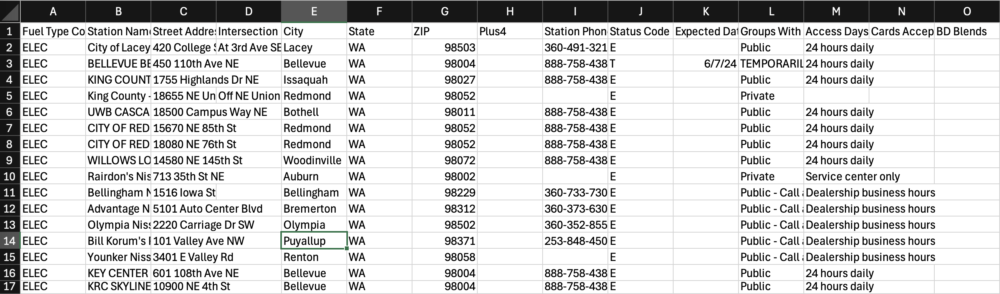 A B C D E F G H I J K L M N O
1 Fuel Type Co Station Name Street Addres Intersection City State ZIP Plus4 Station Phon Status Code Expected Dat Groups With Access Days Cards Accep BD Blends
2 ELEC City of Lacey 420 College S At 3rd Ave SE Lacey WA 98503 360-491-321 E Public 24 hours daily
3 ELEC BELLEVUE BE 450 110th Ave NE Bellevue WA 98004 888-758-438 T 6/7/24 TEMPORARIL 24 hours daily
4 ELEC KING COUNT 1755 Highlands Dr NE Issaquah WA 98027 888-758-438 E Public 24 hours daily
5 ELEC King County - 18655 NE Un Off NE Union Redmond WA 98052 E Private
6 ELEC UWB CASCA 18500 Campus Way NE Bothell WA 98011 888-758-438 E Public 24 hours daily
7 ELEC CITY OF RED 15670 NE 85th St Redmond WA 98052 888-758-438 E Public 24 hours daily
8 ELEC CITY OF RED 18080 NE 76th St Redmond WA 98052 888-758-438 E Public 24 hours daily
9 ELEC WILLOWS LO 14580 NE 145th St Woodinville WA 98072 888-758-438 E Public 24 hours daily
10 ELEC Rairdon's Nis 713 35th St NE Auburn WA 98002 E Private Service center only
11 ELEC Bellingham N 1516 Iowa St Bellingham WA 98229 360-733-730 E Public - Call a Dealership business hours
12 ELEC Advantage N 5101 Auto Center Blvd Bremerton WA 98312 360-373-630 E Public - Call a Dealership business hours
13 ELEC Olympia Niss 2220 Carriage Dr SW Olympia WA 98502 360-352-855 E Public - Call a Dealership business hours
14 ELEC Bill Korum's 101 Valley Ave NW Puyallup WA 98371 253-848-450 E Public - Call a Dealership business hours
15 ELEC Younker Niss 3401 E Valley Rd Renton WA 98058 E Public - Call a Dealership business hours
16 ELEC KEY CENTER 601 108th Ave NE Bellevue WA 98004 888-758-438 E Public 24 hours daily
17 ELEC KRC SKYLINE 10900 NE 4th St Bellevue WA 98004 888-758-438 E Public 24 hours daily